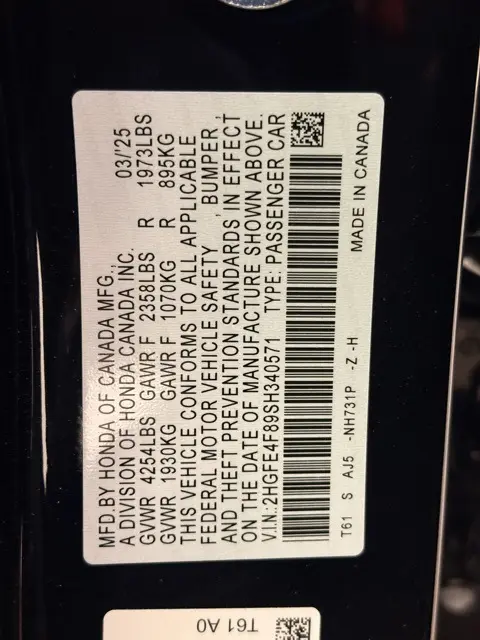 MFD.BY HONDA OF CANADA MFG., 03/'25
A DIVISION OF HONDA CANADA INC.
GVWR 4254LBS GAWR F 2358LBS R 1973LBS
GVWR 1930KG GAWR F 1070KG R 895KG
THIS VEHICLE CONFORMS TO ALL APPLICABLE
FEDERAL MOTOR VEHICLE SAFETY , BUMPER ,
AND THEFT PREVENTION STANDARDS IN EFFECT
ON THE DATE OF MANUFACTURE SHOWN ABOVE.
V.I.N.:2HGFE4F89SH340571 TYPE: PASSENGER CAR
T61 S AJ5 -NH731P -Z -H
MADE IN CANADA
T61 A0